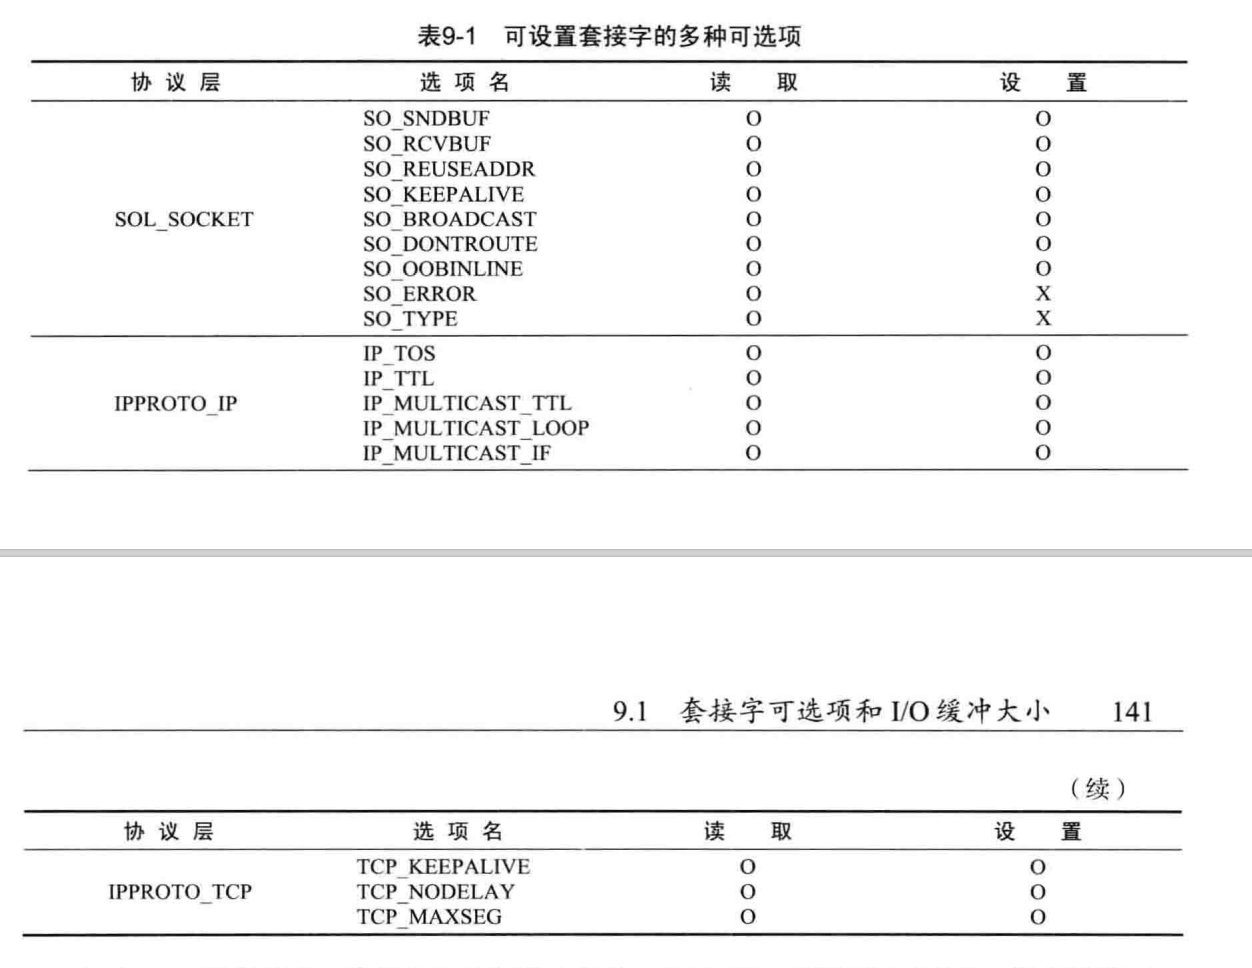 表9-1 可设置套接字的多种可选项
协议层 选项名 读取 设置
SO_SNDBUF O O
SO_RCVBUF O O
SO_REUSEADDR O O
SO_KEEPALIVE O O
SOL_SOCKET SO_BROADCAST O O
SO_DONTROUTE O O
SO_OOBINLINE O O
SO_ERROR O X
SO_TYPE O X
IP_TOS O O
IP_TTL O O
IPPROTO_IP IP_MULTICAST_TTL O O
IP_MULTICAST_LOOP O O
IP_MULTICAST_IF O O
9.1 套接字可选项和 I/O 缓冲大小 141
（续）
协议层 选项名 读取 设置
TCP_KEEPALIVE O O
IPPROTO_TCP TCP_NODELAY O O
TCP_MAXSEG O O